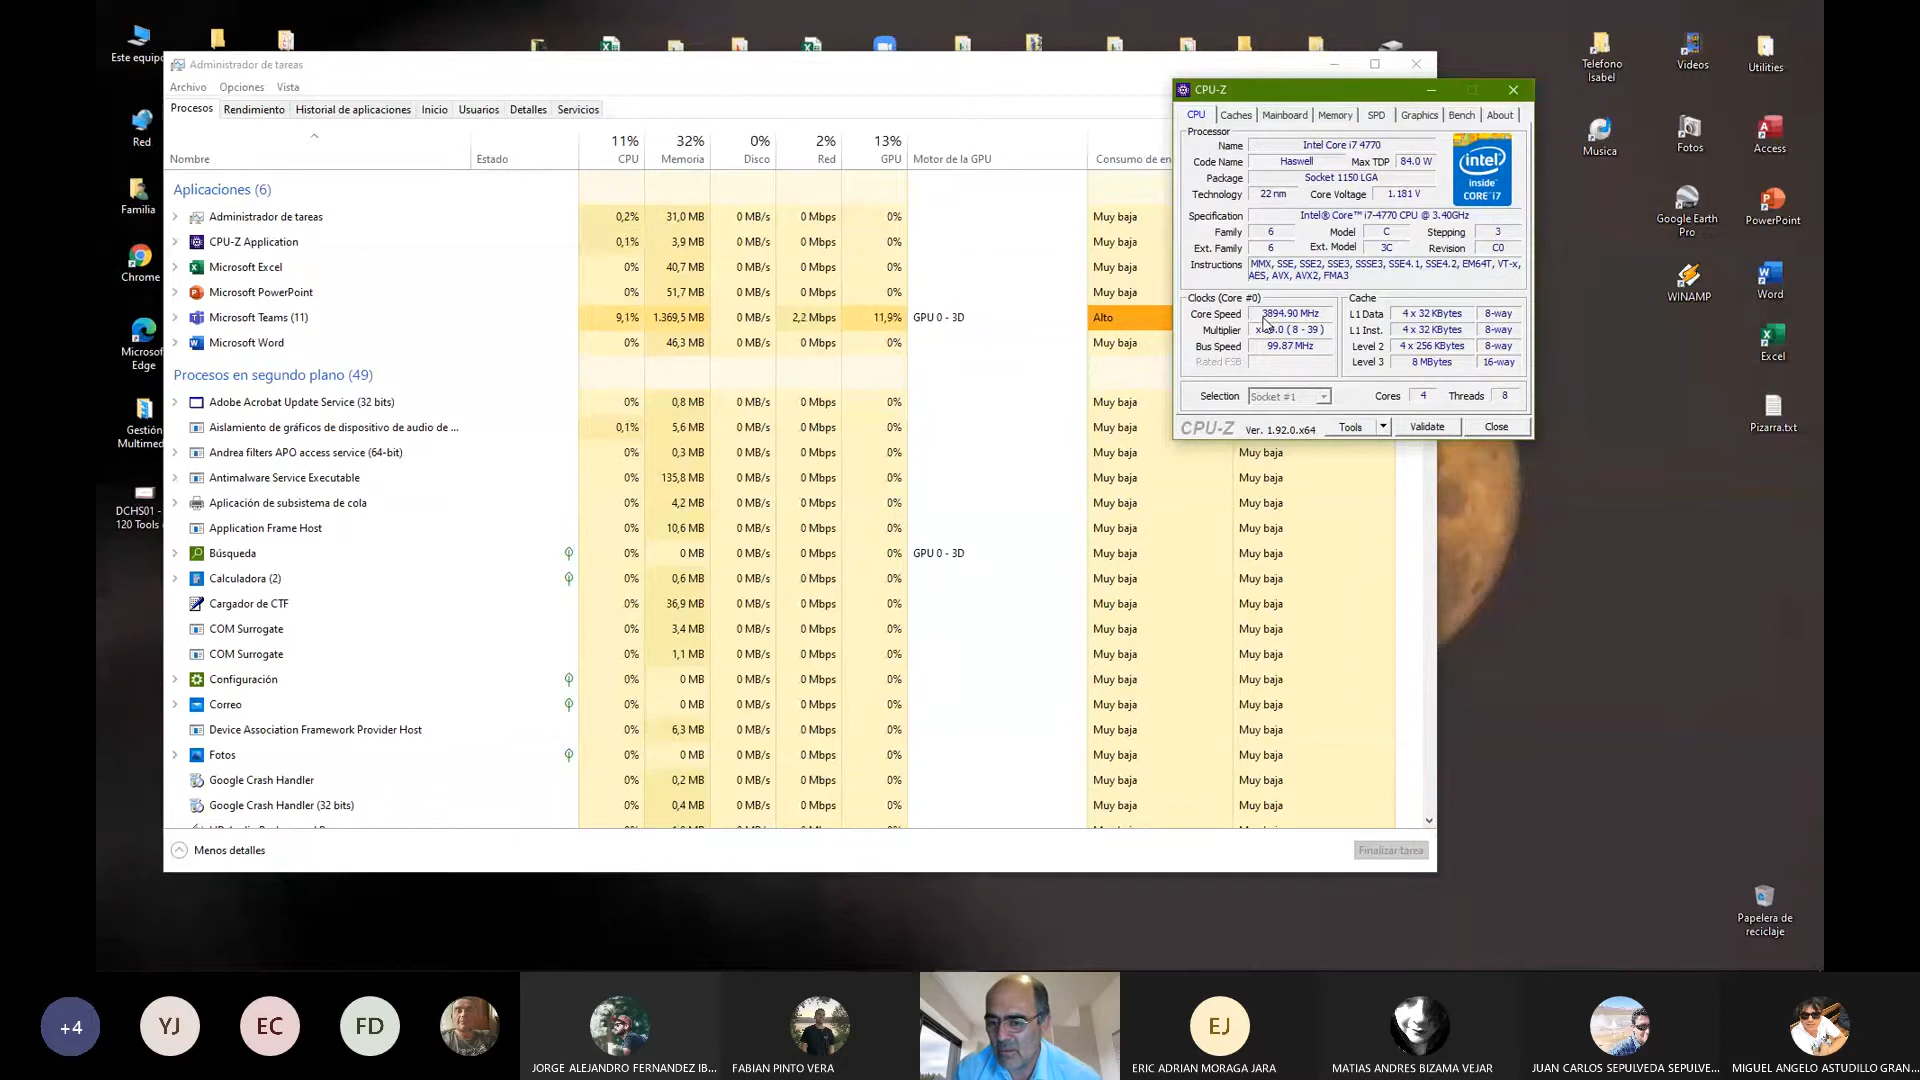 Este equipo
Red
Familia
Chrome
Microsof
Edge
Gestión
Multimed
DCHS01 -
120 Tools
Administrador de tareas
Archivo Opciones Vista
Procesos Rendimiento Historial de aplicaciones Inicio Usuarios Detalles Servicios
11% 32% 0% 2% 13%
Nombre Estado CPU Memoria Disco Red GPU Motor de la GPU Consumo de en
Aplicaciones (6)
Administrador de tareas 0,2% 31,0 MB 0 MB/s 0 Mbps 0% Muy baja
CPU-Z Application 0,1% 3,9 MB 0 MB/s 0 Mbps 0% Muy baja
Microsoft Excel 0% 40,7 MB 0 MB/s 0 Mbps 0% Muy baja
Microsoft PowerPoint 0% 51,7 MB 0 MB/s 0 Mbps 0% Muy baja
Microsoft Teams (11) 9,1% 1.369,5 MB 0 MB/s 2,2 Mbps 11,9% GPU 0 - 3D Alto
Microsoft Word 0% 46,3 MB 0 MB/s 0 Mbps 0% Muy baja
Procesos en segundo plano (49)
Adobe Acrobat Update Service (32 bits) 0% 0,8 MB 0 MB/s 0 Mbps 0% Muy baja
Aislamiento de gráficos de dispositivo de audio de ... 0,1% 5,6 MB 0 MB/s 0 Mbps 0% Muy baja
Andrea filters APO access service (64-bit) 0% 0,3 MB 0 MB/s 0 Mbps 0% Muy baja Muy baja
Antimalware Service Executable 0% 135,8 MB 0 MB/s 0 Mbps 0% Muy baja Muy baja
Aplicación de subsistema de cola 0% 4,2 MB 0 MB/s 0 Mbps 0% Muy baja Muy baja
Application Frame Host 0% 10,6 MB 0 MB/s 0 Mbps 0% Muy baja Muy baja
Búsqueda 0% 0 MB 0 MB/s 0 Mbps 0% GPU 0 - 3D Muy baja Muy baja
Calculadora (2) 0% 0,6 MB 0 MB/s 0 Mbps 0% Muy baja Muy baja
Cargador de CTF 0% 36,9 MB 0 MB/s 0 Mbps 0% Muy baja Muy baja
COM Surrogate 0% 3,4 MB 0 MB/s 0 Mbps 0% Muy baja Muy baja
COM Surrogate 0% 1,1 MB 0 MB/s 0 Mbps 0% Muy baja Muy baja
Configuración 0% 0 MB 0 MB/s 0 Mbps 0% Muy baja Muy baja
Correo 0% 0 MB 0 MB/s 0 Mbps 0% Muy baja Muy baja
Device Association Framework Provider Host 0% 6,3 MB 0 MB/s 0 Mbps 0% Muy baja Muy baja
Fotos 0% 0 MB 0 MB/s 0 Mbps 0% Muy baja Muy baja
Google Crash Handler 0% 0,2 MB 0 MB/s 0 Mbps 0% Muy baja Muy baja
Google Crash Handler (32 bits) 0% 0,4 MB 0 MB/s 0 Mbps 0% Muy baja Muy baja
Menos detalles Finalizar tarea
CPU-Z
CPU Caches Mainboard Memory SPD Graphics Bench About
Processor
Name Intel Core i7 4770
Code Name Haswell Max TDP 84.0 W
Package Socket 1150 LGA
Technology 22 nm Core Voltage 1.181 V
intel
inside
CORE i7
Specification Intel® Core™ i7-4770 CPU @ 3.40GHz
Family 6 Model C Stepping 3
Ext. Family 6 Ext. Model 3C Revision C0
Instructions MMX, SSE, SSE2, SSE3, SSSE3, SSE4.1, SSE4.2, EM64T, VT-x,
AES, AVX, AVX2, FMA3
Clocks (Core #0) Cache
Core Speed 3894.90 MHz L1 Data 4 x 32 KBytes 8-way
Multiplier ( 8 - 39 ) L1 Inst. 4 x 32 KBytes 8-way
Bus Speed 99.87 MHz Level 2 4 x 256 KBytes 8-way
Rated FSB Level 3 8 MBytes 16-way
Selection Socket #1 Cores 4 Threads 8
CPU-Z Ver. 1.92.0.x64 Tools Validate Close
Telefono
Isabel
Videos
Utilities
Musica
Fotos
Access
Google Earth
Pro
PowerPoint
WINAMP
Word
Excel
Pizarra.txt
Papelera de
reciclaje
+4 YJ EC FD EJ
JORGE ALEJANDRO FERNANDEZ IB... FABIAN PINTO VERA ERIC ADRIAN MORAGA JARA MATIAS ANDRES BIZAMA VEJAR JUAN CARLOS SEPULVEDA SEPULVE... MIGUEL ANGELO ASTUDILLO GRAN...